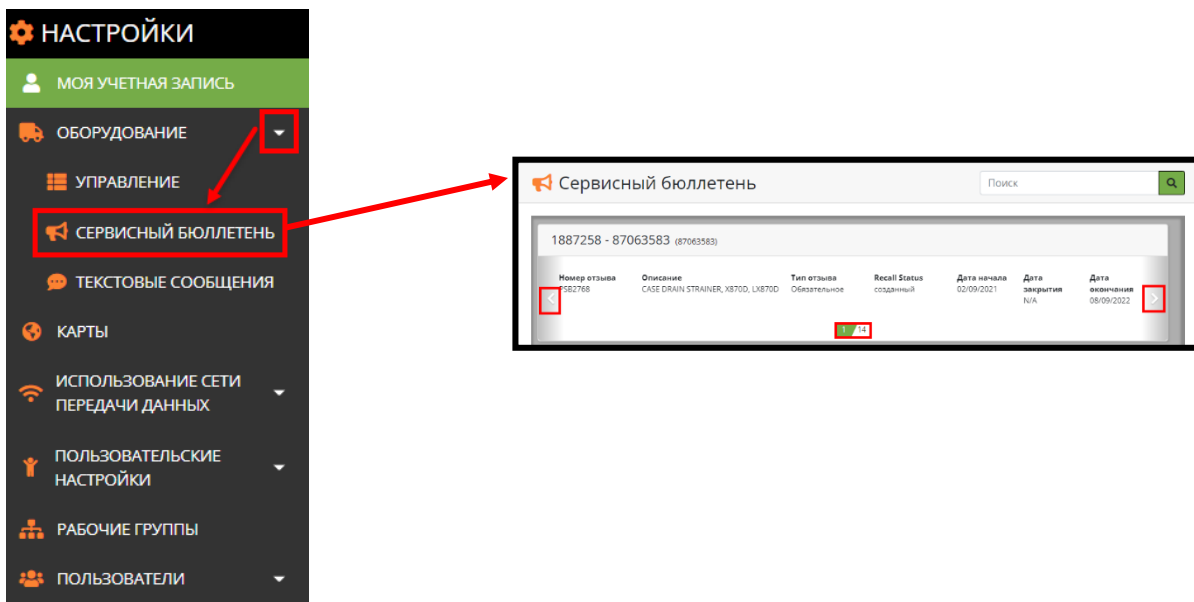 НАСТРОЙКИ
МОЯ УЧЕТНАЯ ЗАПИСЬ
ОБОРУДОВАНИЕ
УПРАВЛЕНИЕ
СЕРВИСНЫЙ БЮЛЛЕТЕНЬ
ТЕКСТОВЫЕ СООБЩЕНИЯ
КАРТЫ
ИСПОЛЬЗОВАНИЕ СЕТИ
ПЕРЕДАЧИ ДАННЫХ
ПОЛЬЗОВАТЕЛЬСКИЕ
НАСТРОЙКИ
РАБОЧИЕ ГРУППЫ
ПОЛЬЗОВАТЕЛИ
Сервисный бюллетень
Поиск
1887258 - 87063583 (87063583)
Номер отзыва
PSB2768
Описание
CASE DRAIN STRAINER, X870D, LX870D
Тип отзыва
Обязательное
Recall Status
созданный
Дата начала
02/09/2021
Дата
закрытия
N/A
Дата
окончания
08/09/2022
1 14